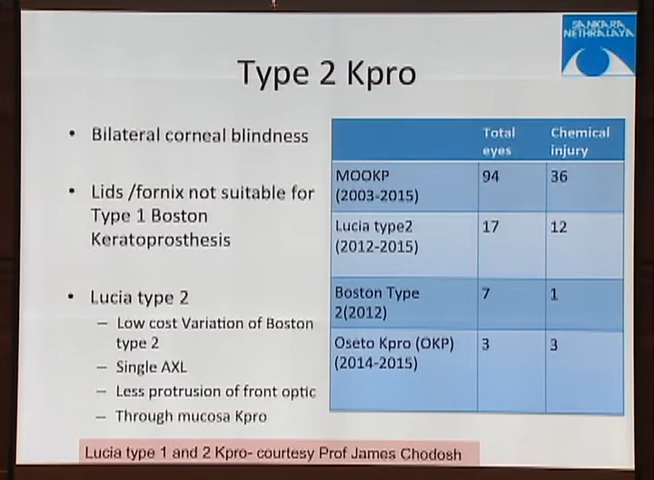 SANKARA
NETHRALAYA
Type 2 Kpro
• Bilateral corneal blindness
• Lids /fornix not suitable for
Type 1 Boston
Keratoprosthesis
• Lucia type 2
– Low cost Variation of Boston
type 2
– Single AXL
– Less protrusion of front optic
– Through mucosa Kpro
Total eyes Chemical injury
MOOKP (2003-2015) 94 36
Lucia type2 (2012-2015) 17 12
Boston Type 2(2012) 7 1
Oseto Kpro (OKP) (2014-2015) 3 3
Lucia type 1 and 2 Kpro- courtesy Prof James Chodosh